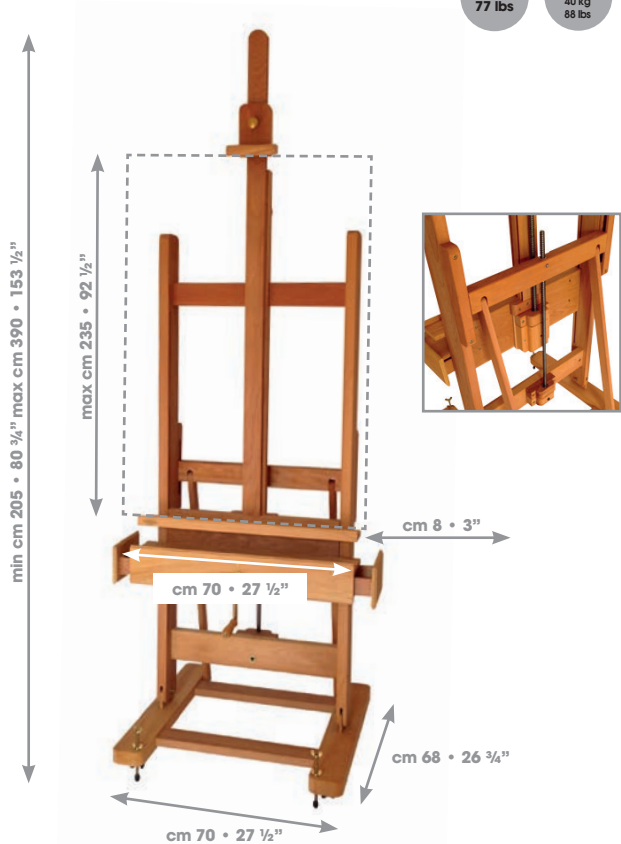 77 lbs
40 kg
88 lbs
min cm 205 • 80 ¾” max cm 390 • 153 ½”
max cm 235 • 92 ½”
cm 8 • 3”
cm 70 • 27 ½”
cm 68 • 26 ¾”
cm 70 • 27 ½”